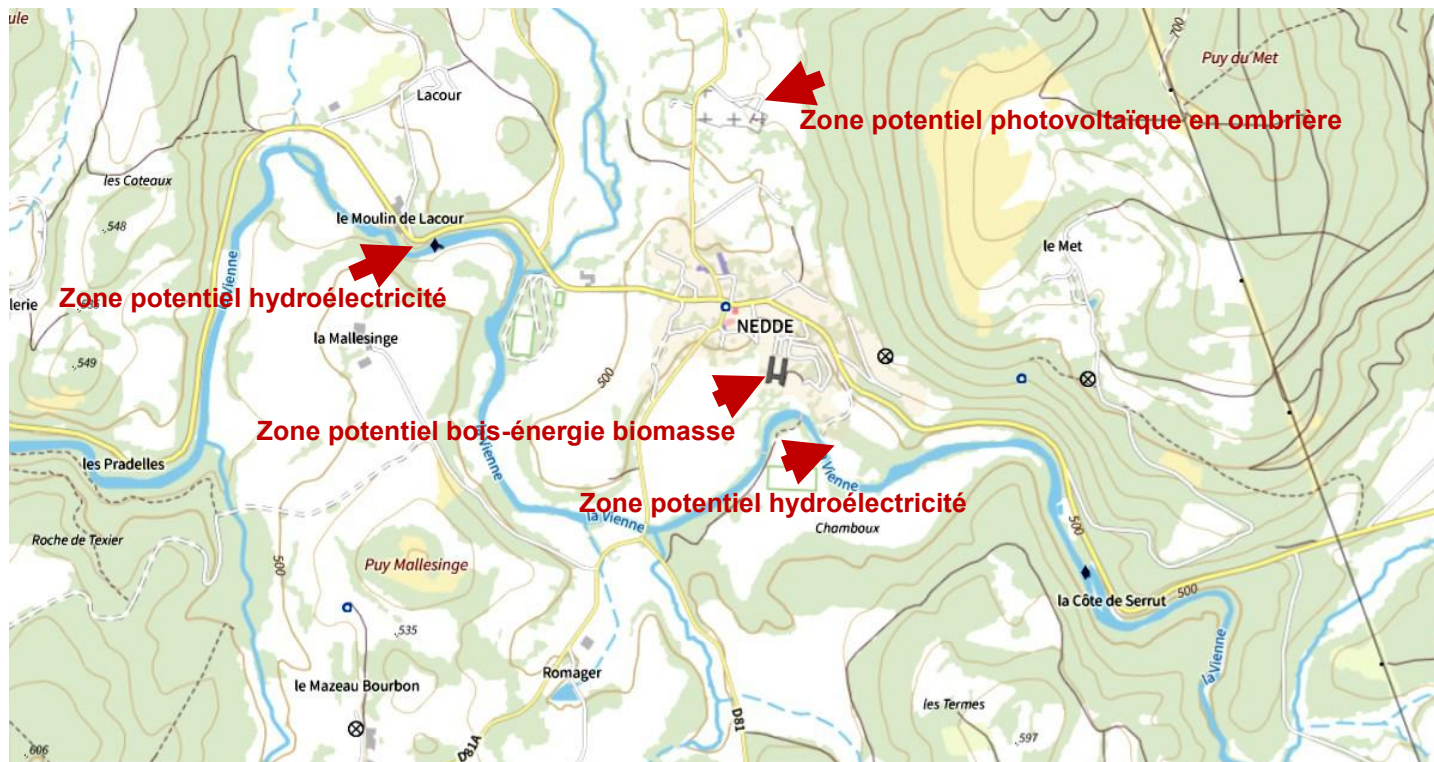 ule
700
Puy du Met
Lacour
Zone potentiel photovoltaïque en ombrière
les Coteaux
548
le Moulin de Lacour
le Met
la Vienne
Zone potentiel hydroélectricité
lerie
NEDDE
la Mallesinge
549
500
Zone potentiel bois-énergie biomasse
la Vienne
les Pradelles
Vienne
Zone potentiel hydroélectricité
la Vienne
Chamboux
500
Roche de Texier
500
Puy Mallesinge
500
la Côte de Serrut
535
la Vienne
Romager
le Mazeau Bourbon
les Termes
D81
D81A
597
606